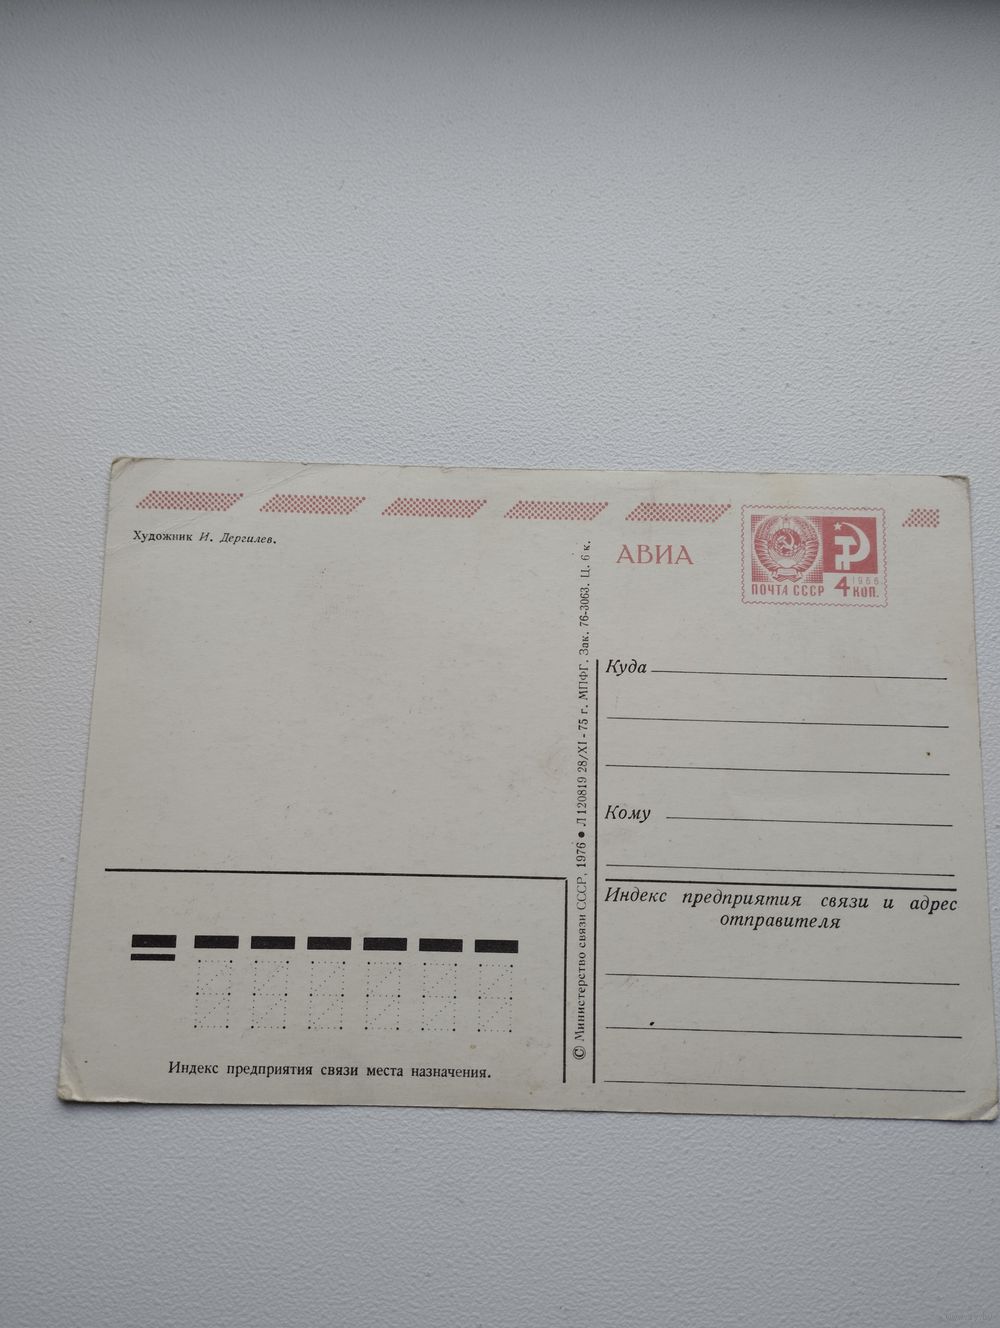 Художник И. Дергилев.
АВИА
1966
ПОЧТА СССР 4 КОП.
Куда
Кому
Индекс предприятия связи и адрес
отправителя
© Министерство связи СССР, 1976 ● Л 120819 28/XI - 75 г. МПФГ. Зак. 76-3063. Ц. 6 к.
Индекс предприятия связи места назначения.